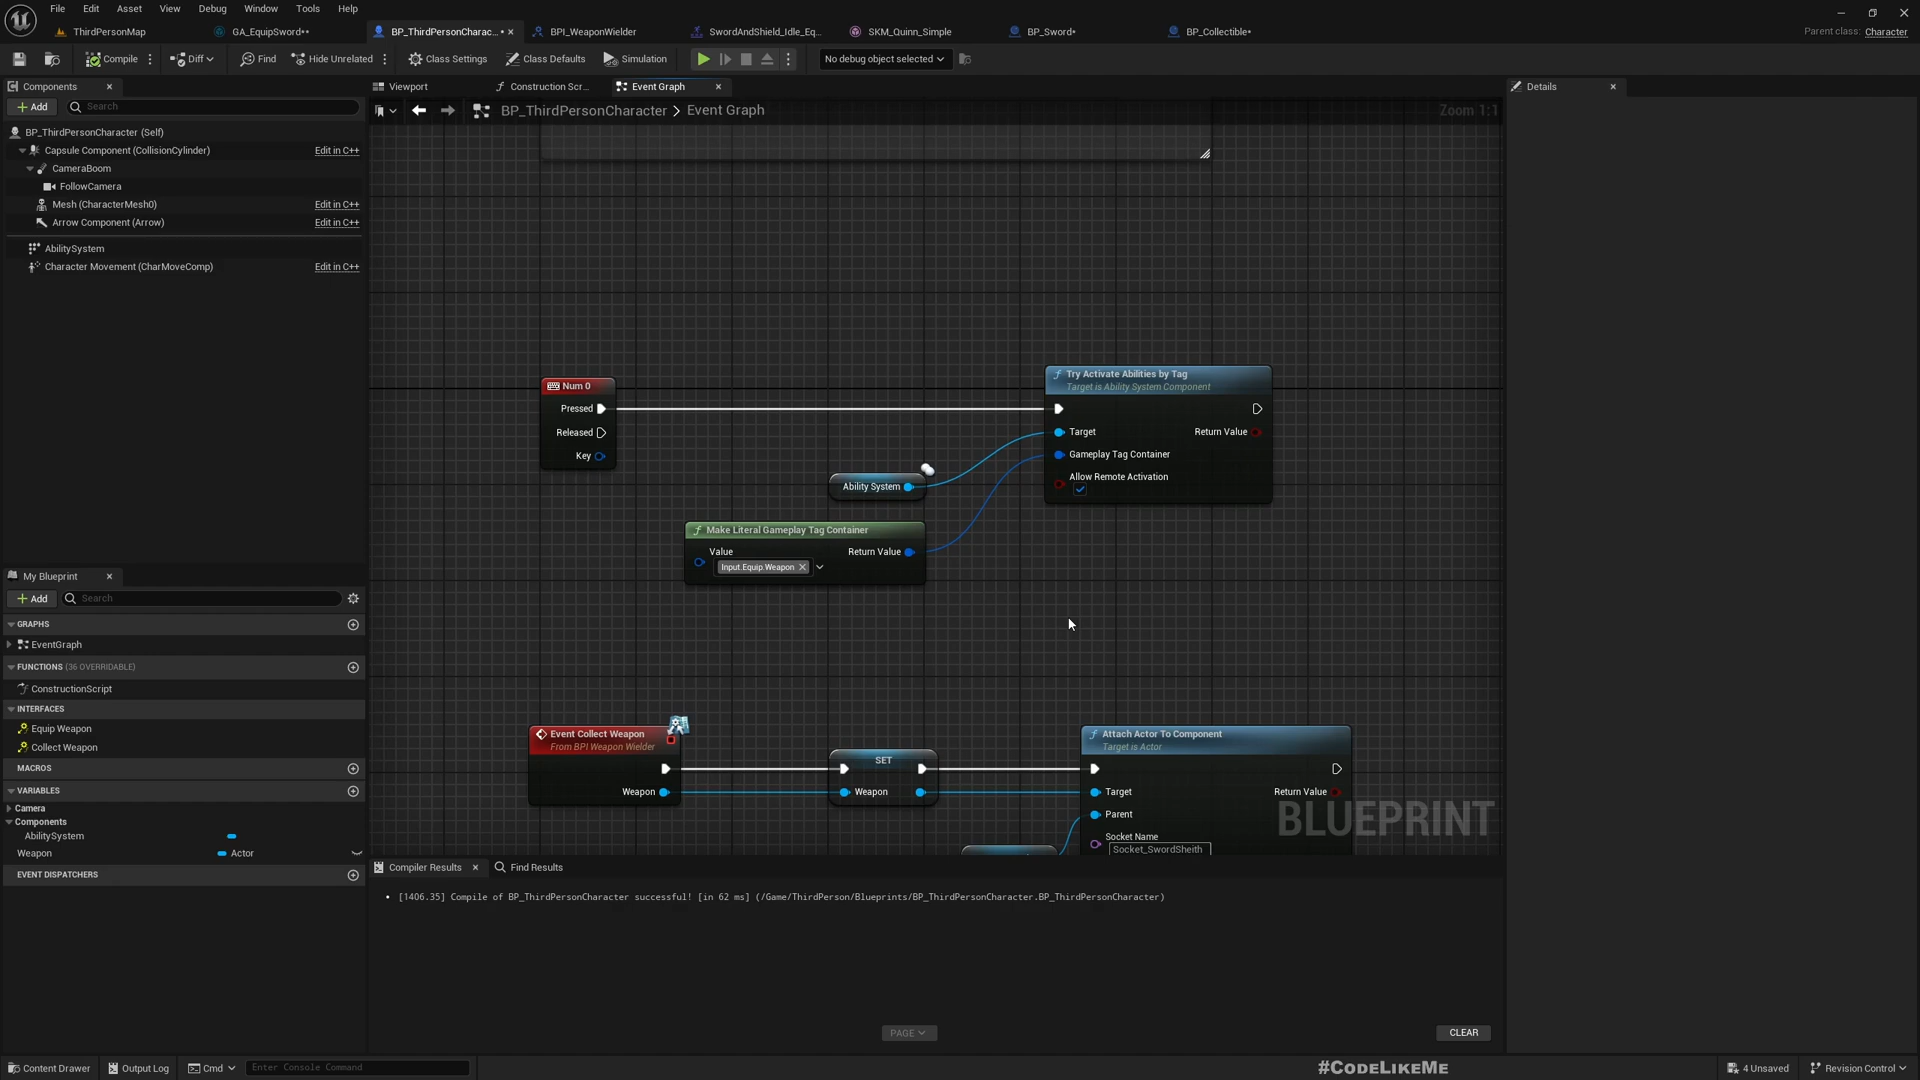 File Edit Asset View Debug Window Tools Help
ThirdPersonMap GA_EquipSword•• BP_ThirdPersonCharac...• BPI_WeaponWielder SwordAndShield_Idle_Eq... SKM_Quinn_Simple BP_Sword• BP_Collectible• Parent class: Character
Compile Diff Find Hide Unrelated Class Settings Class Defaults Simulation No debug object selected
Components
Add Search
BP_ThirdPersonCharacter (Self)
Capsule Component (CollisionCylinder) Edit in C++
CameraBoom
FollowCamera
Mesh (CharacterMesh0) Edit in C++
Arrow Component (Arrow) Edit in C++
AbilitySystem
Character Movement (CharMoveComp) Edit in C++
My Blueprint
Add Search
GRAPHS
EventGraph
FUNCTIONS (36 OVERRIDABLE)
ConstructionScript
INTERFACES
Equip Weapon
Collect Weapon
MACROS
VARIABLES
Camera
Components
AbilitySystem
Weapon Actor
EVENT DISPATCHERS
Viewport Construction Scr... Event Graph
BP_ThirdPersonCharacter > Event Graph Zoom 1:1
Num 0
Pressed
Released
Key
Ability System
Make Literal Gameplay Tag Container
Value Return Value
Input.Equip.Weapon
Try Activate Abilities by Tag
Target is Ability System Component
Target Return Value
Gameplay Tag Container
Allow Remote Activation
Event Collect Weapon
From BPI Weapon Wielder
Weapon
SET
Weapon
Attach Actor To Component
Target is Actor
Target Return Value
Parent
Socket Name
Socket_SwordSheith
BLUEPRINT
Details
Compiler Results Find Results
• [1406.35] Compile of BP_ThirdPersonCharacter successful! [in 62 ms] (/Game/ThirdPerson/Blueprints/BP_ThirdPersonCharacter.BP_ThirdPersonCharacter)
PAGE CLEAR
Content Drawer Output Log Cmd Enter Console Command #CODELIKEME 4 Unsaved Revision Control